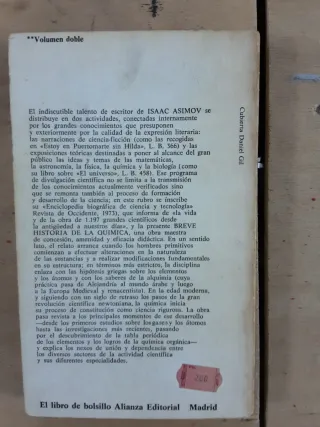 **Volumen doble
El indiscutible talento de escritor de ISAAC ASIMOV se
distribuye en dos actividades, conectadas internamente
por los grandes conocimientos que presuponen
y exteriormente por la calidad de la expresión literaria:
las narraciones de ciencia-ficción (como las recogidas
en «Estoy en Puertomarte sin Hilda», L. B. 566) y las
exposiciones teóricas destinadas a poner al alcance del gran
público las ideas y temas de las matemáticas,
la astronomía, la física, la química y la biología (como
su libro sobre «El universo», L. B. 458). Ese programa
de divulgación científica no se limita a la transmisión
de los conocimientos actualmente verificados sino
que se remonta también al proceso de formación
y desarrollo de la ciencia; en este rubro se inscribe
su «Enciclopedia biográfica de ciencia y tecnología»
Revista de Occidente, 1973), que informa de «la vida
y de la obra de 1.197 grandes científicos desde
la antigüedad a nuestros días», y la presente BREVE
HISTORIA DE LA QUIMICA, una obra maestra
de concisión, amenidad y eficacia didáctica. En un sentido
lato, el relato arranca cuando los hombres primitivos
comienzan a efectuar alteraciones en la naturaleza
de las sustancias y a realizar modificaciones fundamentales
en su estructura; en términos más estrictos, la disciplina
enlaza con las hipótesis griegas sobre los elementos
y los átomos y con los saberes de la alquimia (cuya
práctica pasa de Alejandría al mundo árabe y luego
a la Europa Medieval y renacentista). En la edad moderna,
y siguiendo con un siglo de retraso los pasos de la gran
revolución científica newtoniana, la química inicia
su proceso de constitución como ciencia rigurosa. La obra
pasa revista a los principales momentos de ese desarrollo
—desde los primeros estudios sobre los gases y los átomos
hasta las investigaciones más recientes, pasando
por el descubrimiento de la tabla periódica
de los elementos y los logros de la química orgánica—
y explica los nexos de unión y dependencia entre
los diversos sectores de la actividad científica
y sus diferentes especialidades.
Cubierta Daniel Gil
El libro de bolsillo Alianza Editorial Madrid